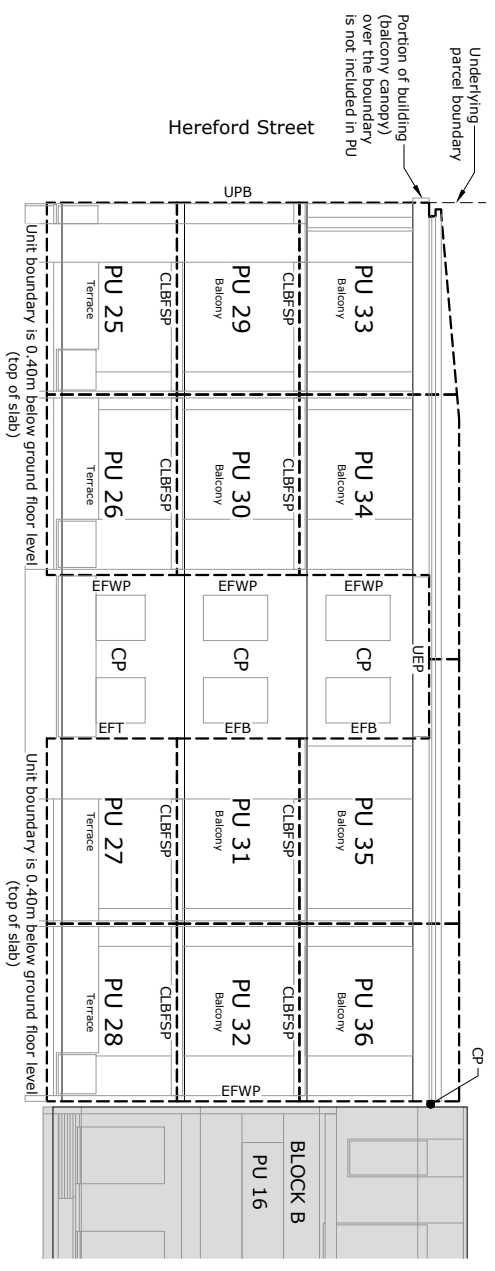 Underlying
parcel boundary
Portion of building
(balcony canopy)
over the boundary
is not included in PU
Hereford Street
UPB
CP
PU 33
Balcony
PU 34
Balcony
CP
UEP
PU 35
Balcony
PU 36
Balcony
CLBFSP
CLBFSP
EFWP
EFB
CLBFSP
CLBFSP
PU 29
Balcony
PU 30
Balcony
CP
PU 31
Balcony
PU 32
Balcony
CLBFSP
CLBFSP
EFWP
EFB
CLBFSP
CLBFSP
PU 25
Terrace
PU 26
Terrace
EFWP
CP
EFT
PU 27
Terrace
PU 28
Terrace
EFWP
BLOCK B
PU 16
Unit boundary is 0.40m below ground floor level
(top of slab)
Unit boundary is 0.40m below ground floor level
(top of slab)